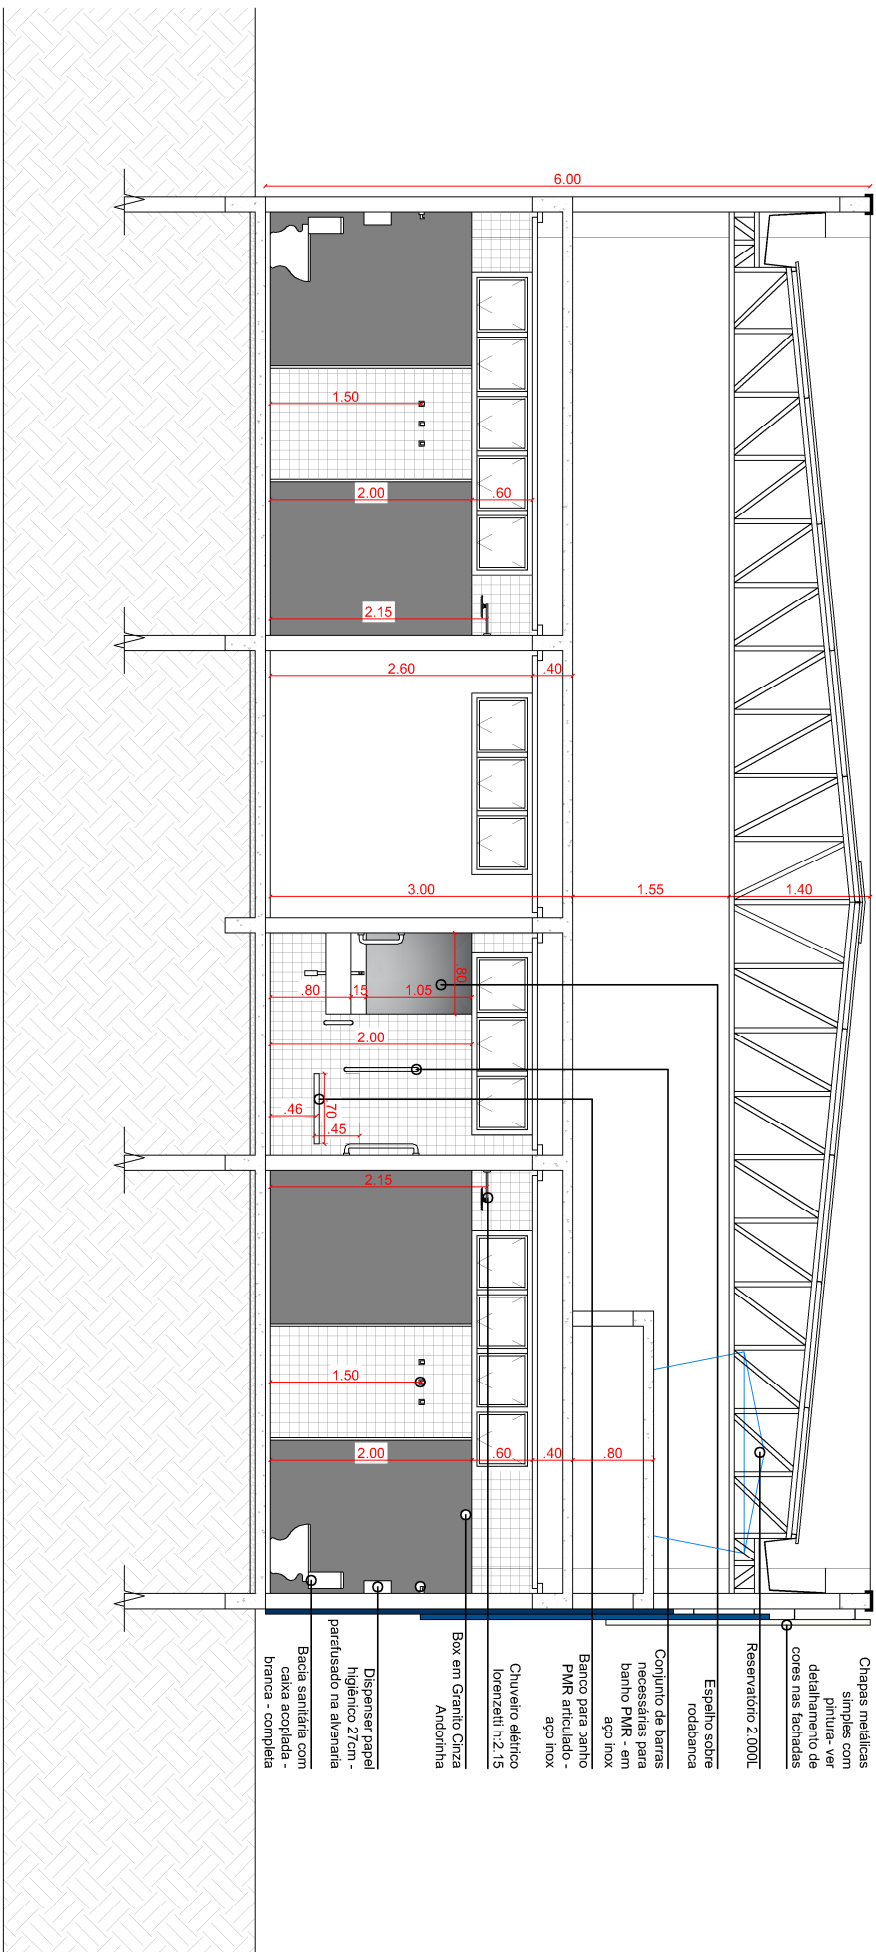 6.00
1.50
2.00
.60
2.15
2.60
.40
3.00
1.55
1.40
.80
.80
.15
1.05
2.00
.46
.70
.45
2.15
1.50
2.00
.60
.40
.80
Chapas metálicas
simples com
pintura- ver
detalhamento de
cores nas fachadas
Reservatório 2.000L
Espelho sobre
rodabanca
Conjunto de barras
necessárias para
banho PMR - em
aço inox
Banco para banho
PMR articulado -
aço inox
Chuveiro elétrico
lorenzetti h:2.15
Box em Granito Cinza
Andorinha
Dispenser papel
higiênico 27cm -
parafusado na alvenaria
Bacia sanitária com
caixa acoplada -
branca - completa